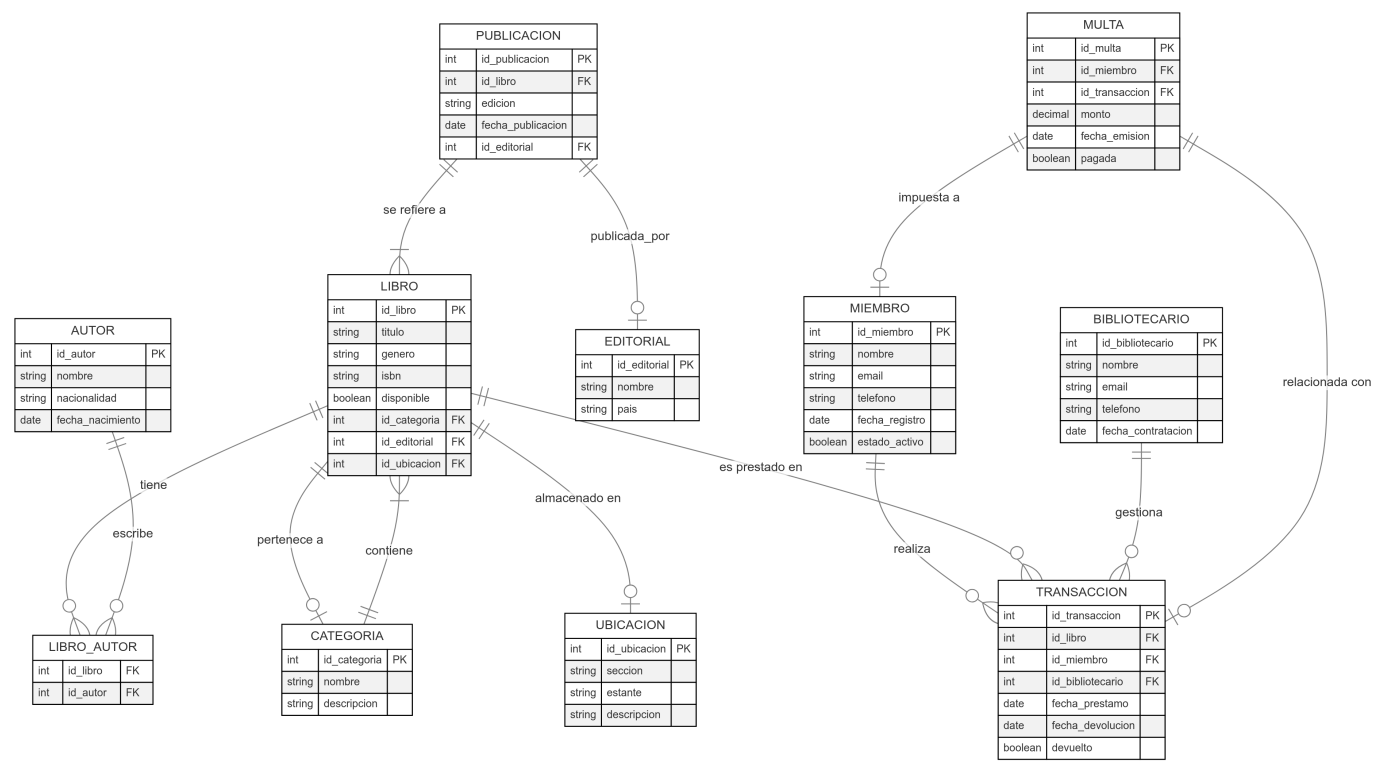 PUBLICACION
int id_publicacion PK
int id_libro FK
string edicion
date fecha_publicacion
int id_editorial FK
MULTA
int id_multa PK
int id_miembro FK
int id_transaccion FK
decimal monto
date fecha_emision
boolean pagada
se refiere a
publicada_por
impuesta a
relacionada con
AUTOR
int id_autor PK
string nombre
string nacionalidad
date fecha_nacimiento
LIBRO
int id_libro PK
string titulo
string genero
string isbn
boolean disponible
int id_categoria FK
int id_editorial FK
int id_ubicacion FK
EDITORIAL
int id_editorial PK
string nombre
string pais
MIEMBRO
int id_miembro PK
string nombre
string email
string telefono
date fecha_registro
boolean estado_activo
BIBLIOTECARIO
int id_bibliotecario PK
string nombre
string email
string telefono
date fecha_contratacion
tiene
escribe
pertenece a
contiene
almacenado en
es prestado en
realiza
gestiona
LIBRO_AUTOR
int id_libro FK
int id_autor FK
CATEGORIA
int id_categoria PK
string nombre
string descripcion
UBICACION
int id_ubicacion PK
string seccion
string estante
string descripcion
TRANSACCION
int id_transaccion PK
int id_libro FK
int id_miembro FK
int id_bibliotecario FK
date fecha_prestamo
date fecha_devolucion
boolean devuelto